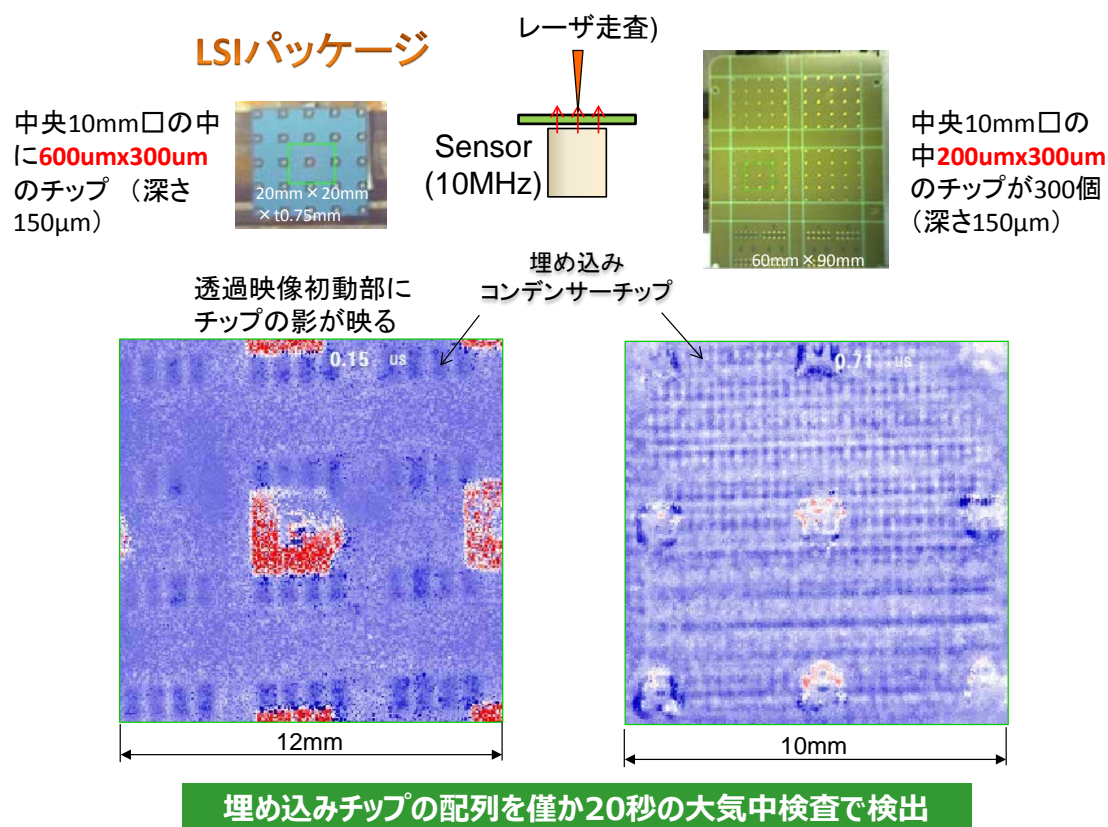 LSIパッケージ
レーザ走査)
中央10mm口の中
に600umx300um
のチップ （深さ
150μm）
20mm×20mm
×t0.75mm
Sensor
(10MHz)
60mm×90mm
中央10mm口の
中200umx300um
のチップが300個
（深さ150μm）
透過映像初動部に
チップの影が映る
埋め込み
コンデンサーチップ
0.15 us
0.71 us
12mm
10mm
埋め込みチップの配列を僅か20秒の大気中検査で検出